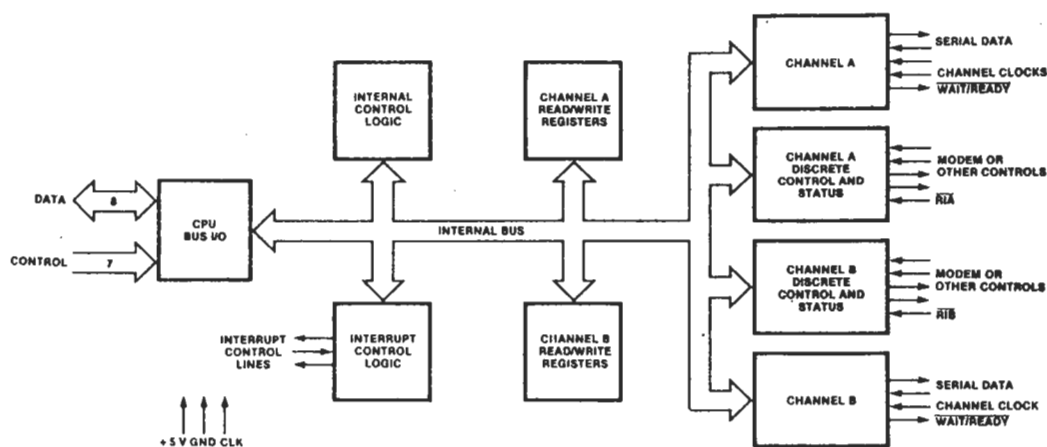 INTERNAL
CONTROL
LOGIC
CHANNEL A
READ/WRITE
REGISTERS
CHANNEL A
SERIAL DATA
CHANNEL CLOCKS
WAIT/READY
CHANNEL A
DISCRETE
CONTROL AND
STATUS
MODEM OR
OTHER CONTROLS
RIA
DATA
8
CPU
BUS I/O
CONTROL
7
INTERNAL BUS
CHANNEL B
DISCRETE
CONTROL AND
STATUS
MODEM OR
OTHER CONTROLS
RIB
INTERRUPT
CONTROL
LINES
INTERRUPT
CONTROL
LOGIC
CHANNEL B
READ/WRITE
REGISTERS
CHANNEL B
SERIAL DATA
CHANNEL CLOCK
WAIT/READY
+ 5 V GND CLK